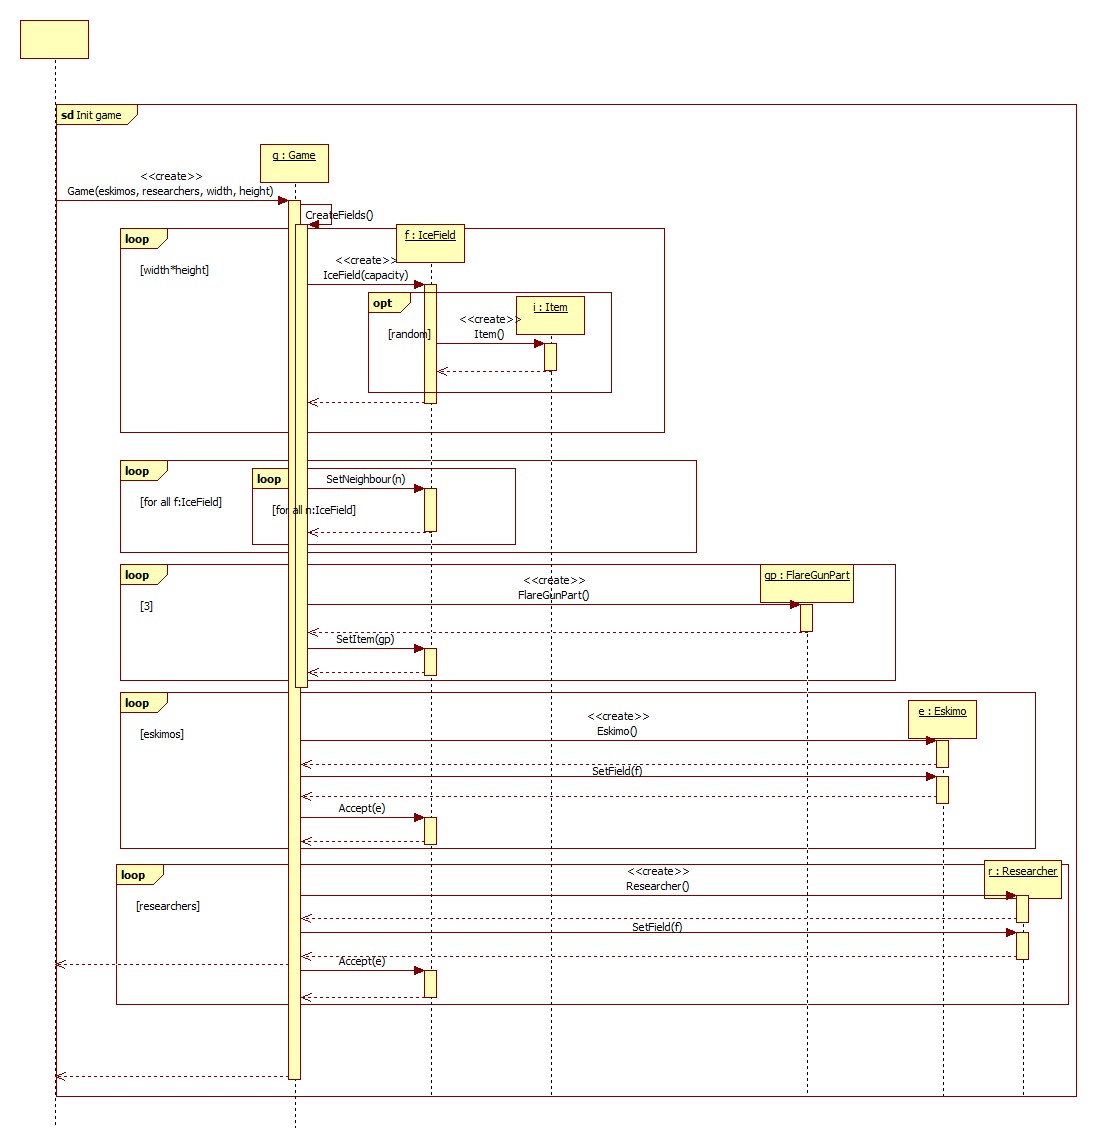 sd Init game
g : Game
<<create>>
Game(eskimos, researchers, width, height)
CreateFields()
loop
[width*height]
f : IceField
<<create>>
IceField(capacity)
opt
[random]
i : Item
<<create>>
Item()
loop
[for all f:IceField]
loop
[for all n:IceField]
SetNeighbour(n)
loop
[3]
<<create>>
FlareGunPart()
gp : FlareGunPart
SetItem(gp)
loop
[eskimos]
<<create>>
Eskimo()
e : Eskimo
SetField(f)
Accept(e)
loop
[researchers]
<<create>>
Researcher()
r : Researcher
SetField(f)
Accept(e)